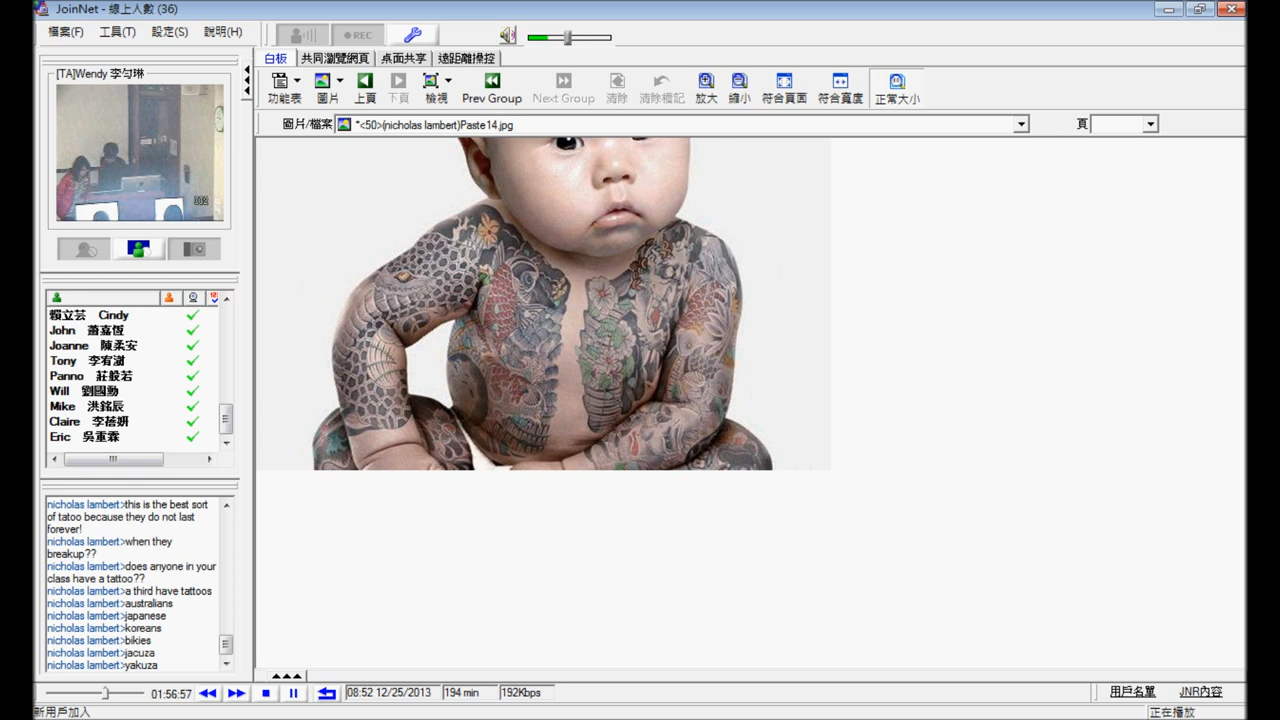 JoinNet - 線上人數 (36)
檔案(F) 工具(T) 設定(S) 說明(H)
REC
[TA]Wendy 李勻琳
白板 共同瀏覽網頁 桌面共享 遠距離操控
功能表 圖片 上頁 下頁 檢視 Prev Group Next Group 清除 清除標記 放大 縮小 符合頁面 符合寬度 正常大小
圖片/檔案 *<50>(nicholas lambert)Paste14.jpg 頁
賴立芸 Cindy
John 蕭嘉恆
Joanne 陳柔安
Tony 李宥澍
Panno 莊般若
Will 劉國勳
Mike 洪銘辰
Claire 李蓓妍
Eric 吳重霖
nicholas lambert>this is the best sort
of tatoo because they do not last
forever!
nicholas lambert>when they
breakup??
nicholas lambert>does anyone in your
class have a tattoo??
nicholas lambert>a third have tattoos
nicholas lambert>australians
nicholas lambert>japanese
nicholas lambert>koreans
nicholas lambert>bikies
nicholas lambert>jacuza
nicholas lambert>yakuza
01:56:57 08:52 12/25/2013 194 min 192Kbps 用戶名單 JNR內容
新用戶加入 正在播放